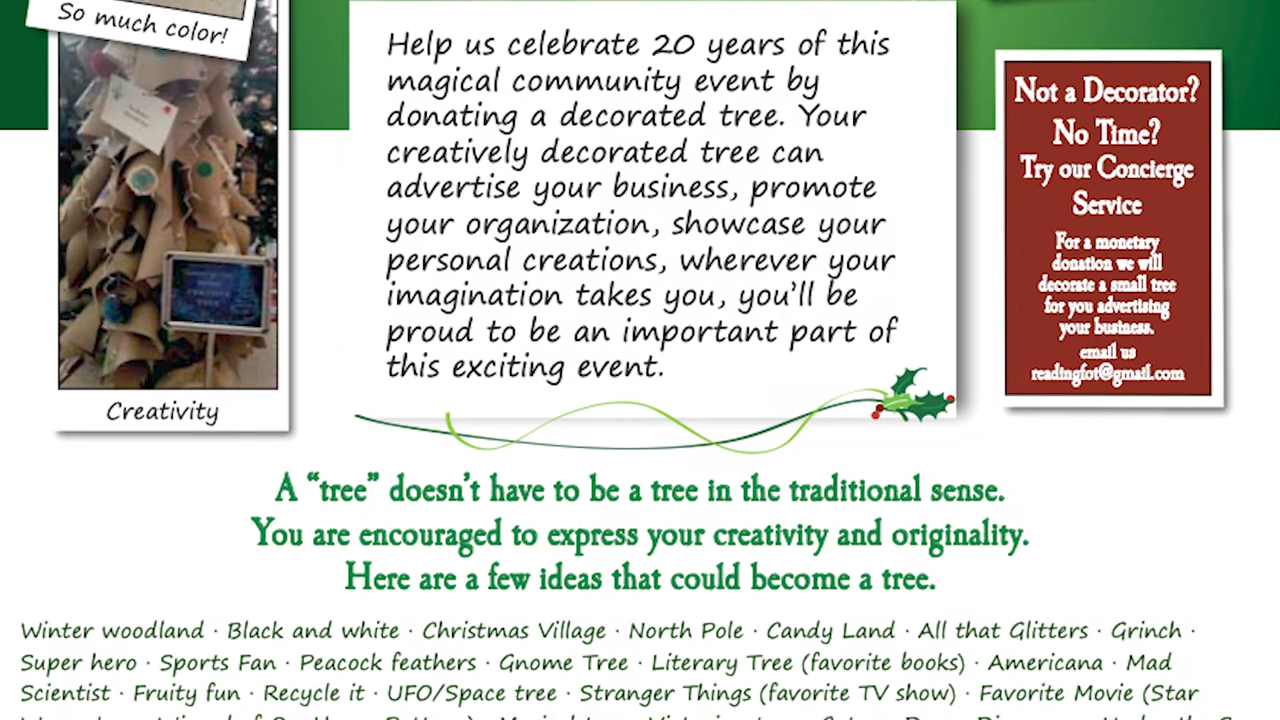 So much color!
Help us celebrate 20 years of this
magical community event by
donating a decorated tree. Your
creatively decorated tree can
advertise your business, promote
your organization, showcase your
personal creations, wherever your
imagination takes you, you'll be
proud to be an important part of
this exciting event.
Creativity
Not a Decorator?
No Time?
Try our Concierge
Service
For a monetary
donation we will
decorate a small tree
for you advertising
your business.
email us
readingfot@gmail.com
A “tree” doesn't have to be a tree in the traditional sense.
You are encouraged to express your creativity and originality.
Here are a few ideas that could become a tree.
Winter woodland · Black and white · Christmas Village · North Pole · Candy Land · All that Glitters · Grinch ·
Super hero · Sports Fan · Peacock feathers · Gnome Tree · Literary Tree (favorite books) · Americana · Mad
Scientist · Fruity fun · Recycle it · UFO/Space tree · Stranger Things (favorite TV show) · Favorite Movie (Star